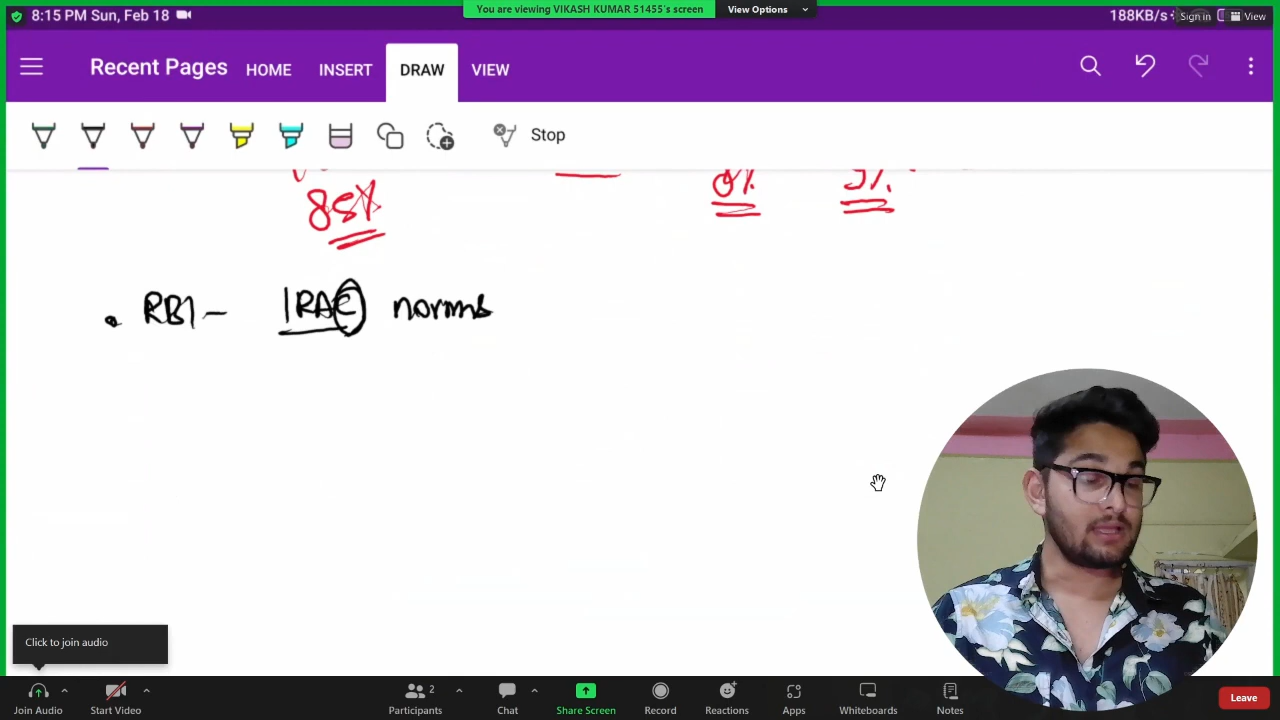 You are viewing VIKASH KUMAR 51455's screen
View Options
8:15 PM Sun, Feb 18
188KB/s
Sign in
View
Recent Pages
HOME
INSERT
DRAW
VIEW
Stop
85%
• RBI - IRAC norms
Click to join audio
Join Audio
Start Video
Participants
2
Chat
Share Screen
Record
Reactions
Apps
Whiteboards
Notes
Leave